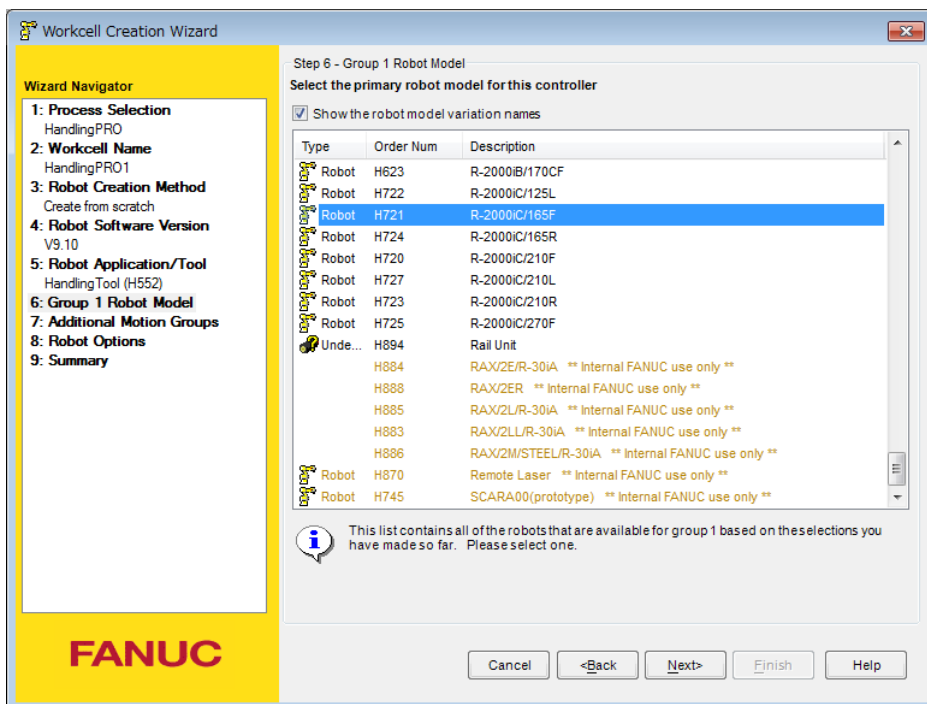 Workcell Creation Wizard
Wizard Navigator
1: Process Selection
HandlingPRO
2: Workcell Name
HandlingPRO1
3: Robot Creation Method
Create from scratch
4: Robot Software Version
V9.10
5: Robot Application/Tool
HandlingTool (H552)
6: Group 1 Robot Model
7: Additional Motion Groups
8: Robot Options
9: Summary
FANUC
Step 6 - Group 1 Robot Model
Select the primary robot model for this controller
Show the robot model variation names
Type Order Num Description
Robot H623 R-2000iB/170CF
Robot H722 R-2000iC/125L
Robot H721 R-2000iC/165F
Robot H724 R-2000iC/165R
Robot H720 R-2000iC/210F
Robot H727 R-2000iC/210L
Robot H723 R-2000iC/210R
Robot H725 R-2000iC/270F
Unde... H894 Rail Unit
H884 RAX/2E/R-30iA ** Internal FANUC use only **
H888 RAX/2ER ** Internal FANUC use only **
H885 RAX/2L/R-30iA ** Internal FANUC use only **
H883 RAX/2LL/R-30iA ** Internal FANUC use only **
H886 RAX/2M/STEEL/R-30iA ** Internal FANUC use only **
Robot H870 Remote Laser ** Internal FANUC use only **
Robot H745 SCARA00(prototype) ** Internal FANUC use only **
This list contains all of the robots that are available for group 1 based on the selections you
have made so far. Please select one.
Cancel <Back Next> Finish Help